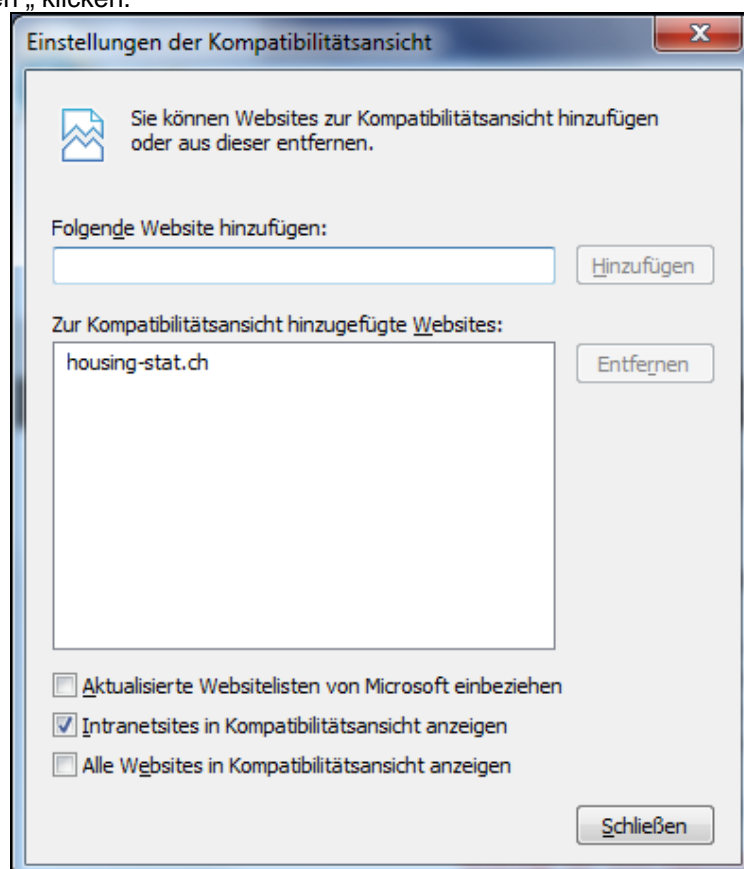 „ klicken.
Einstellungen der Kompatibilitätsansicht
Sie können Websites zur Kompatibilitätsansicht hinzufügen
oder aus dieser entfernen.
Folgende Website hinzufügen:
Hinzufügen
Zur Kompatibilitätsansicht hinzugefügte Websites:
housing-stat.ch
Entfernen
Aktualisierte Websitelisten von Microsoft einbeziehen
Intranetsites in Kompatibilitätsansicht anzeigen
Alle Websites in Kompatibilitätsansicht anzeigen
Schließen